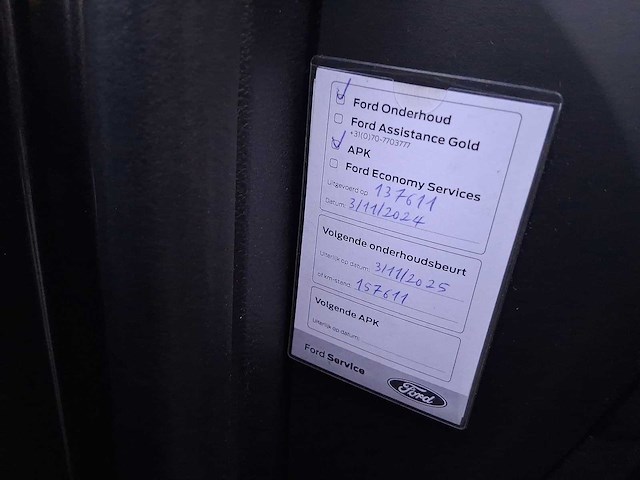 Ford Onderhoud
Ford Assistance Gold
+31(0)70-7703777
APK
Ford Economy Services
Uitgevoerd op: 137611
Datum: 3/11/2024
Volgende onderhoudsbeurt
Uiterlijk op datum: 3/11/2025
of km-stand: 157611
Volgende APK
Uiterlijk op datum:
Ford Service
Ford